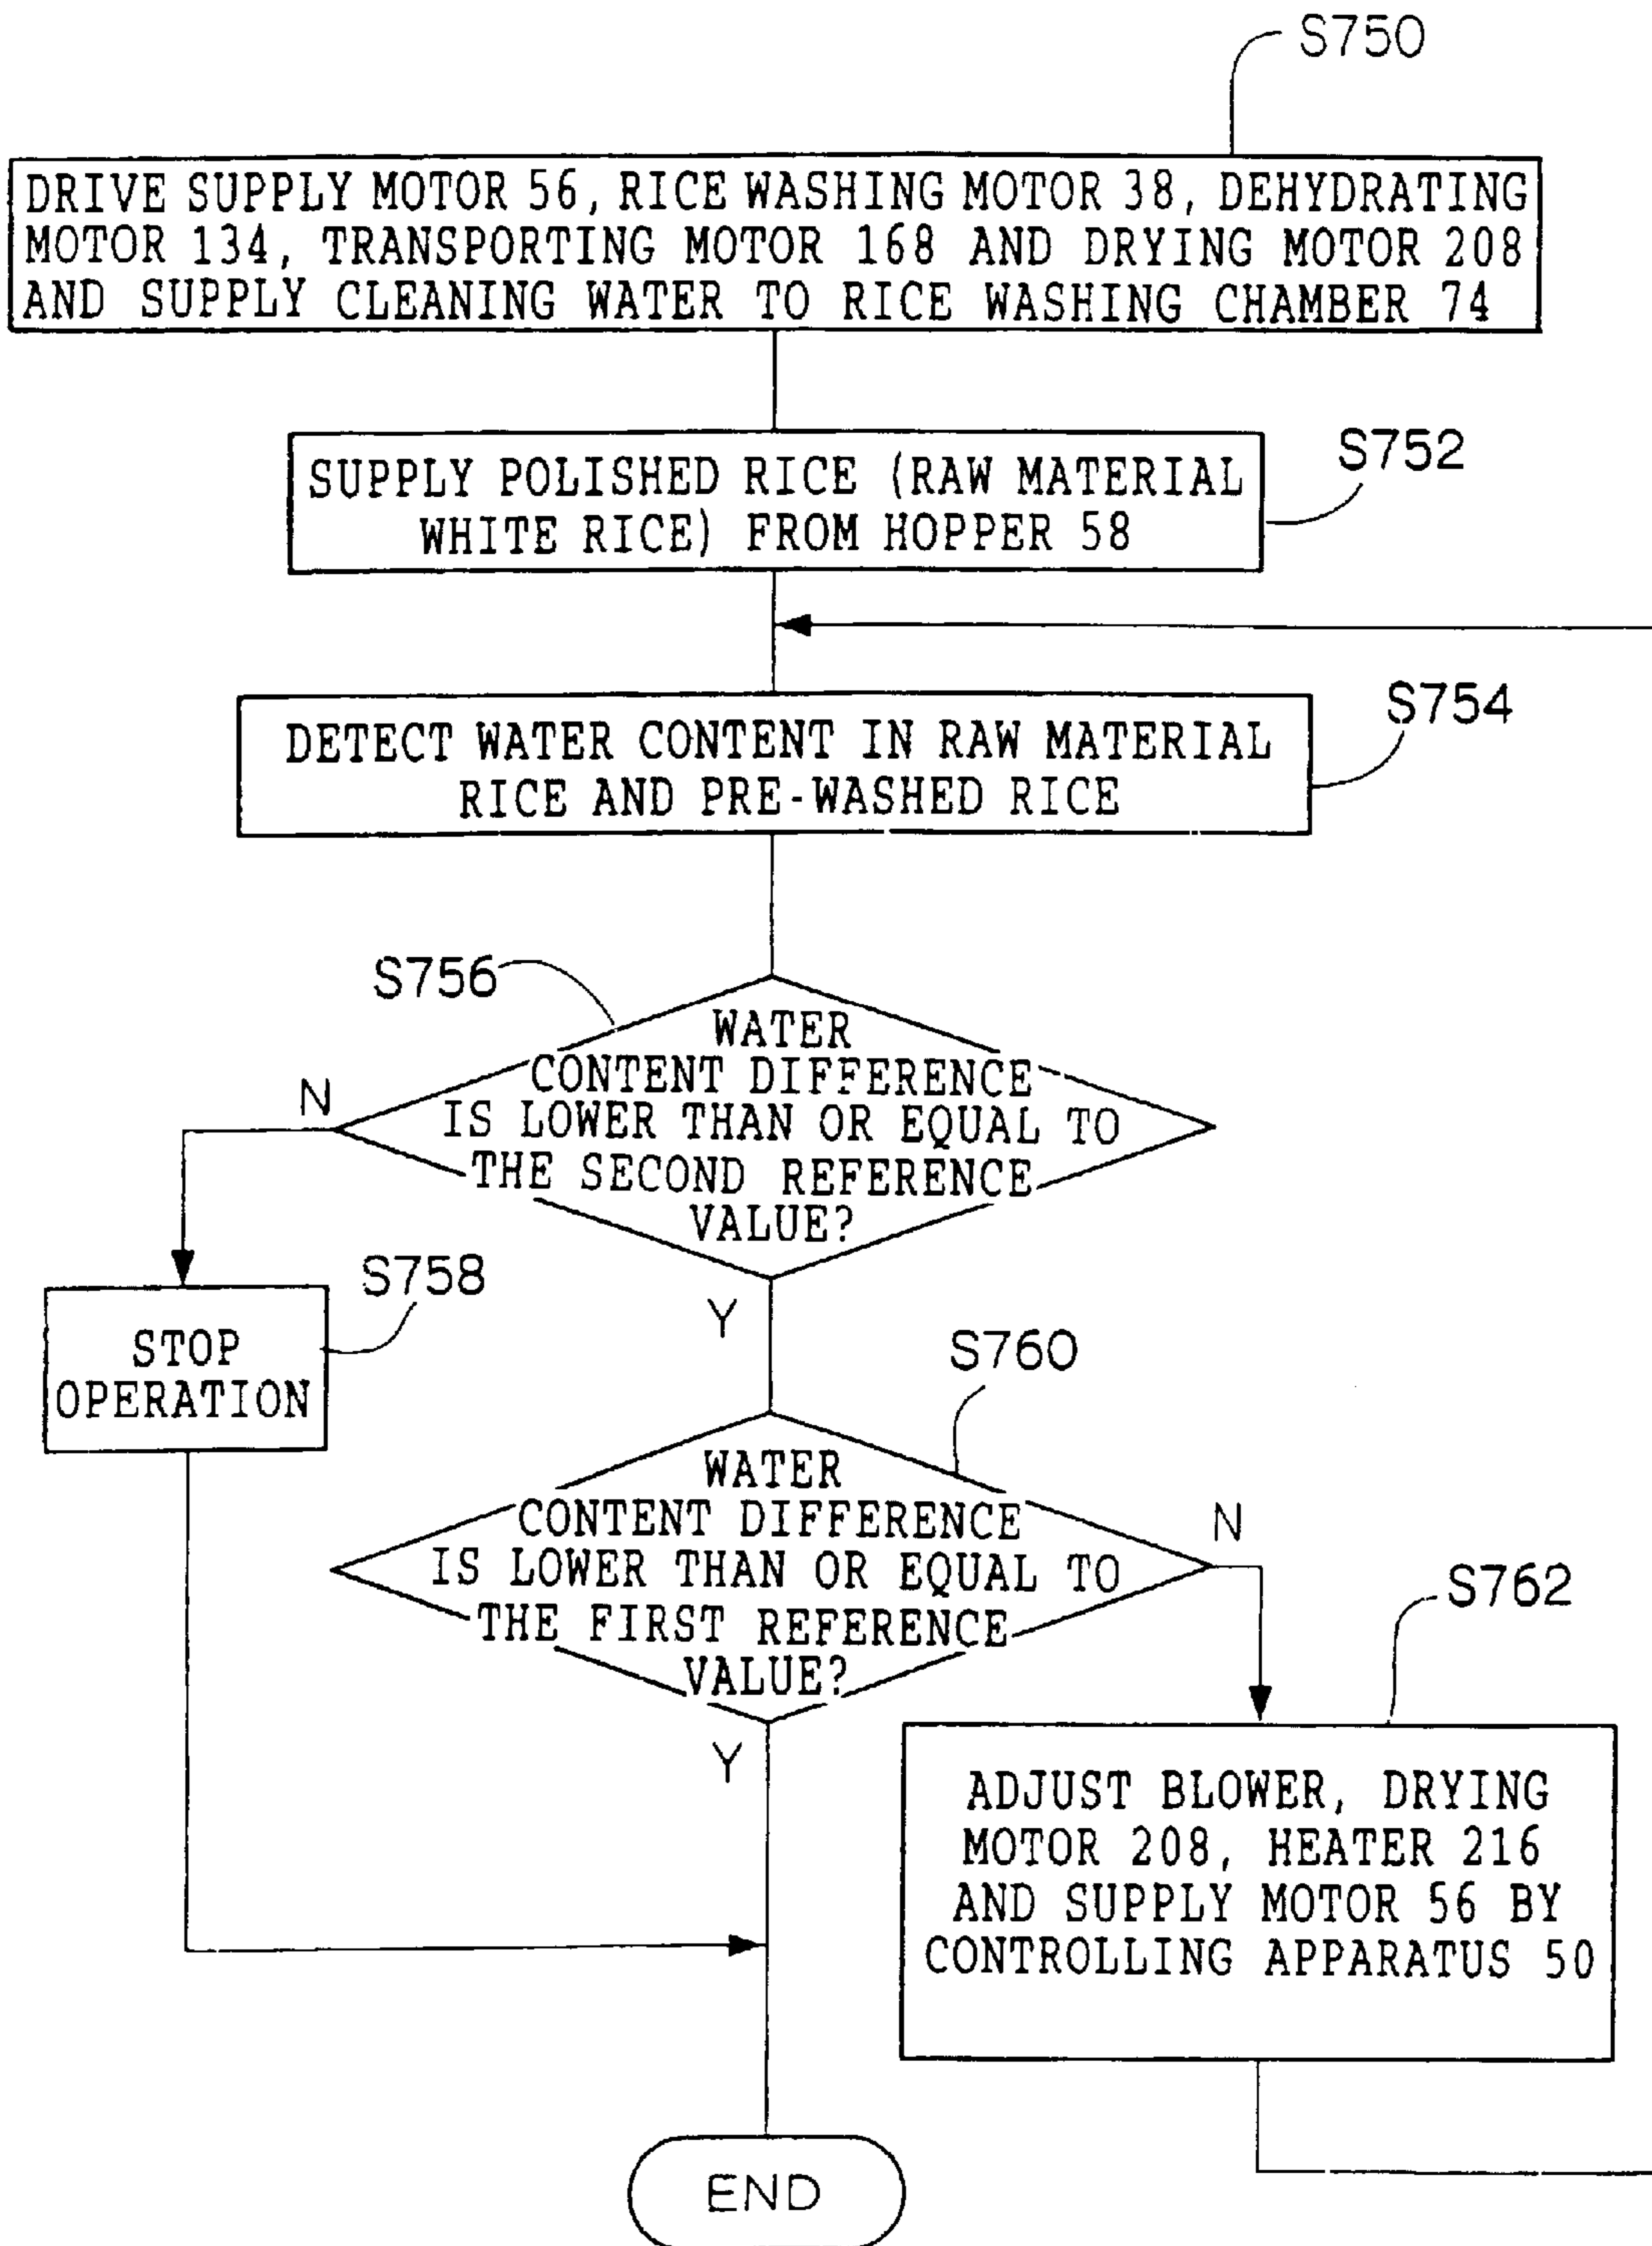 S750
DRIVE SUPPLY MOTOR 56, RICE WASHING MOTOR 38, DEHYDRATING
MOTOR 134, TRANSPORTING MOTOR 168 AND DRYING MOTOR 208
AND SUPPLY CLEANING WATER TO RICE WASHING CHAMBER 74
S752
SUPPLY POLISHED RICE (RAW MATERIAL
WHITE RICE) FROM HOPPER 58
S754
DETECT WATER CONTENT IN RAW MATERIAL
RICE AND PRE-WASHED RICE
S756
WATER
CONTENT DIFFERENCE
IS LOWER THAN OR EQUAL TO
THE SECOND REFERENCE
VALUE?
N
Y
S758
STOP
OPERATION
S760
WATER
CONTENT DIFFERENCE
IS LOWER THAN OR EQUAL TO
THE FIRST REFERENCE
VALUE?
N
Y
S762
ADJUST BLOWER, DRYING
MOTOR 208, HEATER 216
AND SUPPLY MOTOR 56 BY
CONTROLLING APPARATUS 50
END